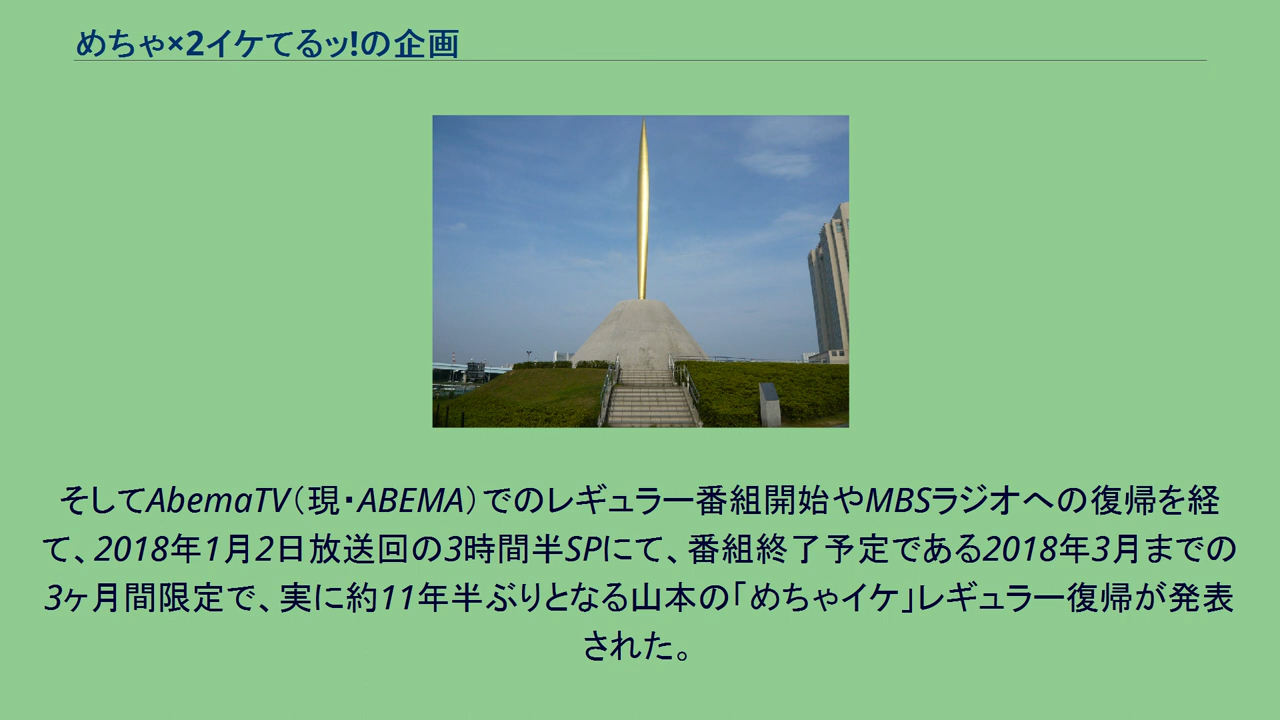 めちゃ×2イケてるッ!の企画
そしてAbemaTV（現・ABEMA）でのレギュラー番組開始やMBSラジオへの復帰を経
て、2018年1月2日放送回の3時間半SPにて、番組終了予定である2018年3月までの
3ヶ月間限定で、実に約11年半ぶりとなる山本の「めちゃイケ」レギュラー復帰が発表
された。